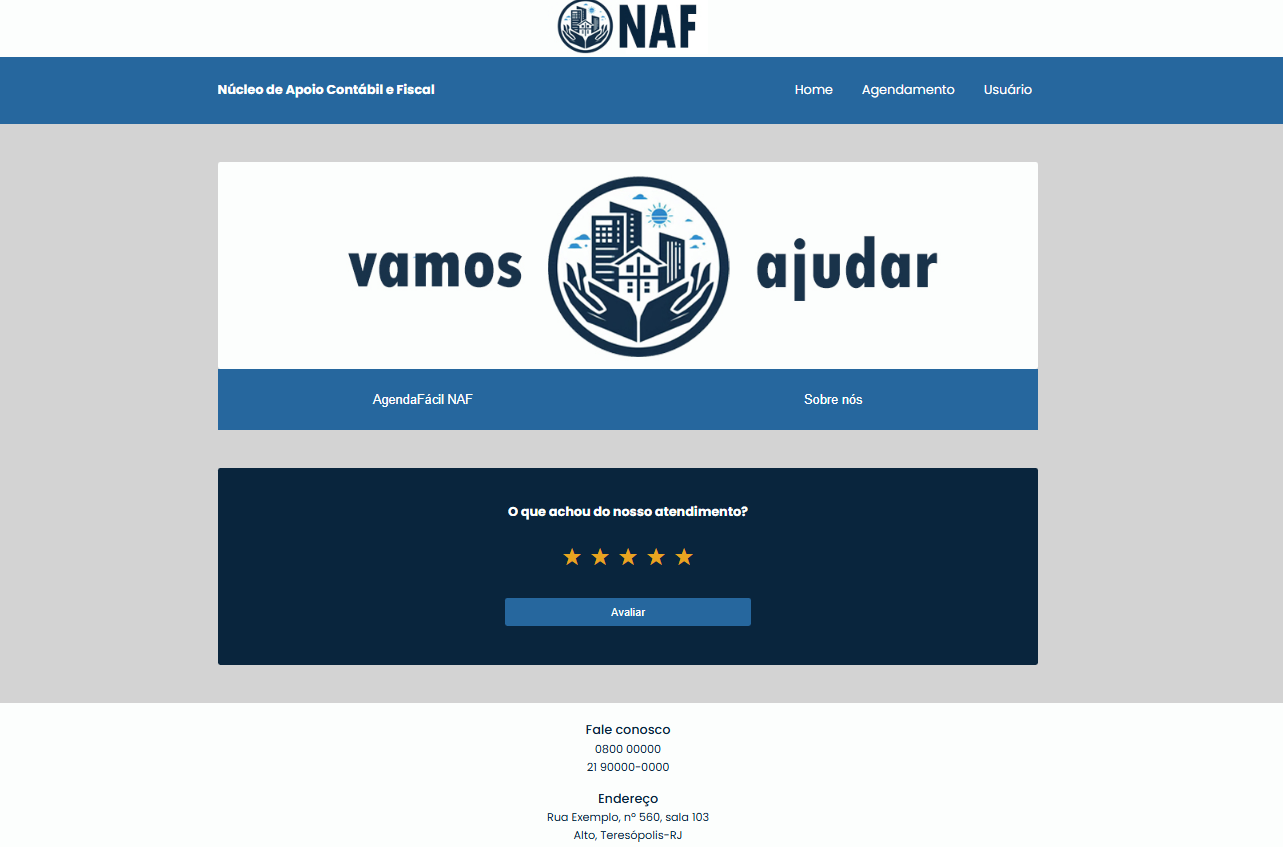 NAF
Núcleo de Apoio Contábil e Fiscal
Home Agendamento Usuário
vamos ajudar
AgendaFácil NAF Sobre nós
O que achou do nosso atendimento?
Avaliar
Fale conosco
0800 00000
21 90000-0000
Endereço
Rua Exemplo, nº 560, sala 103
Alto, Teresópolis-RJ